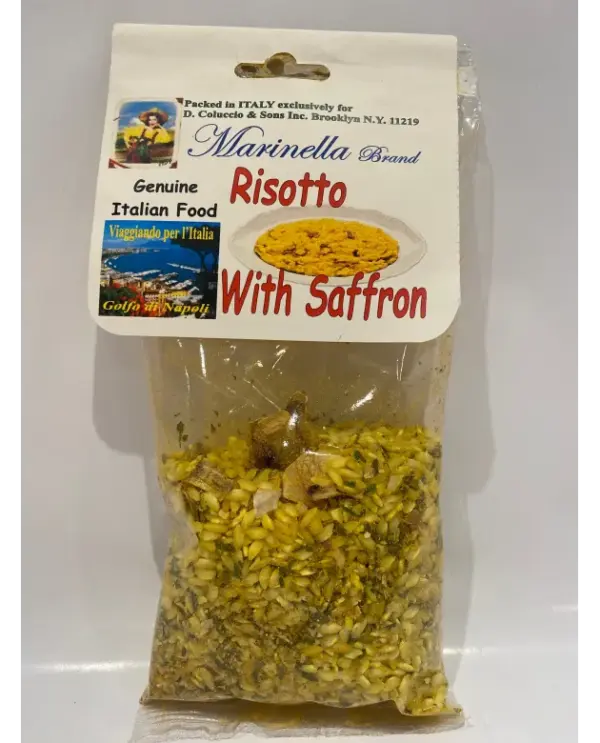 Packed in ITALY exclusively for
D. Coluccio & Sons Inc. Brooklyn N.Y. 11219
Marinella Brand
Genuine
Italian Food
Risotto
With Saffron
Viaggiando per l'Italia
Golfo di Napoli